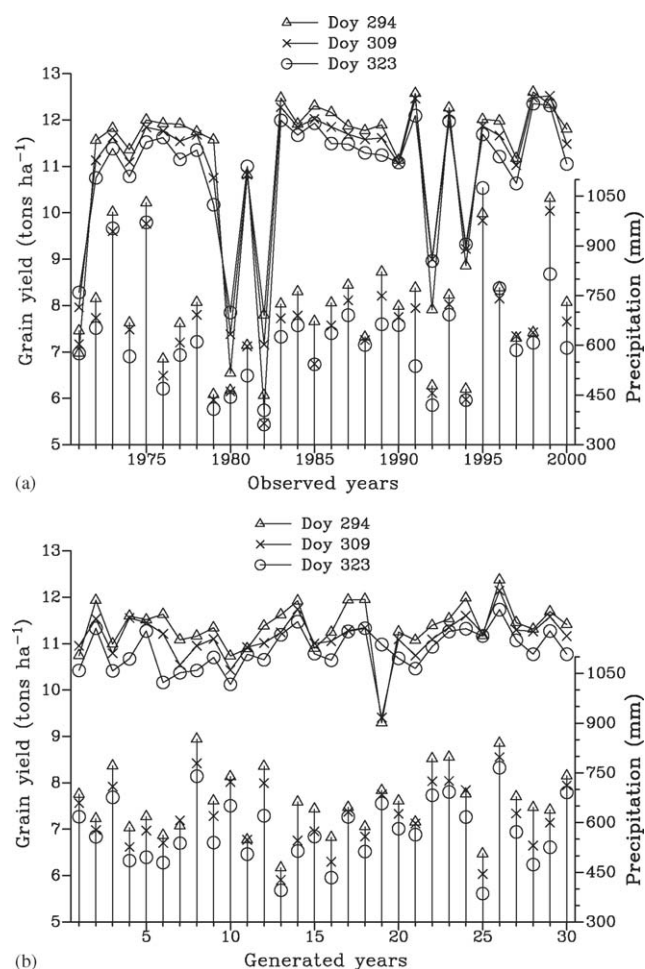 Doy 294
Doy 309
Doy 323
13
12
11
10
9
8
7
6
5
Grain yield (tons ha⁻¹)
1050
900
750
600
450
300
Precipitation (mm)
1975 1980 1985 1990 1995 2000
(a) Observed years
Doy 294
Doy 309
Doy 323
13
12
11
10
9
8
7
6
5
Grain yield (tons ha⁻¹)
1050
900
750
600
450
300
Precipitation (mm)
5 10 15 20 25 30
(b) Generated years